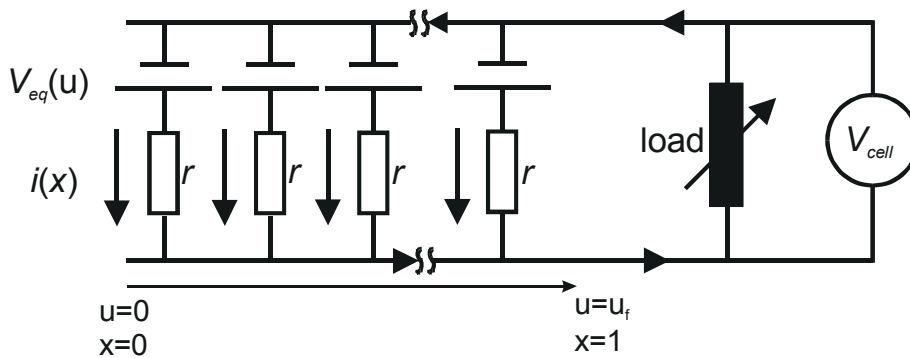 V_eq(u)
i(x)
r
r
r
r
load
V_cell
u=0
x=0
u=u_f
x=1